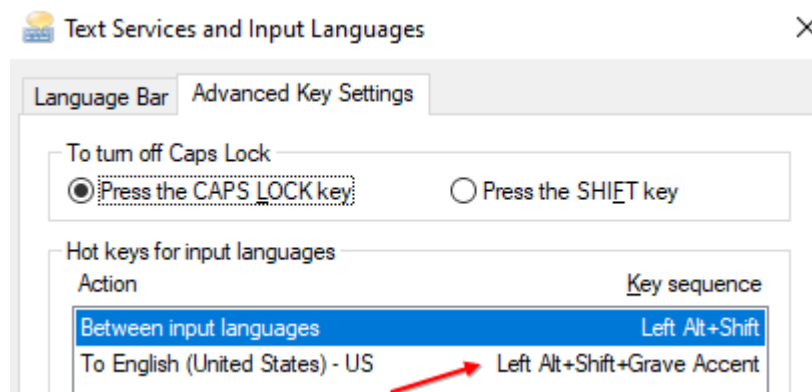 Text Services and Input Languages
Language Bar Advanced Key Settings
To turn off Caps Lock
Press the CAPS LOCK key Press the SHIFT key
Hot keys for input languages
Action Key sequence
Between input languages Left Alt+Shift
To English (United States) - US Left Alt+Shift+Grave Accent